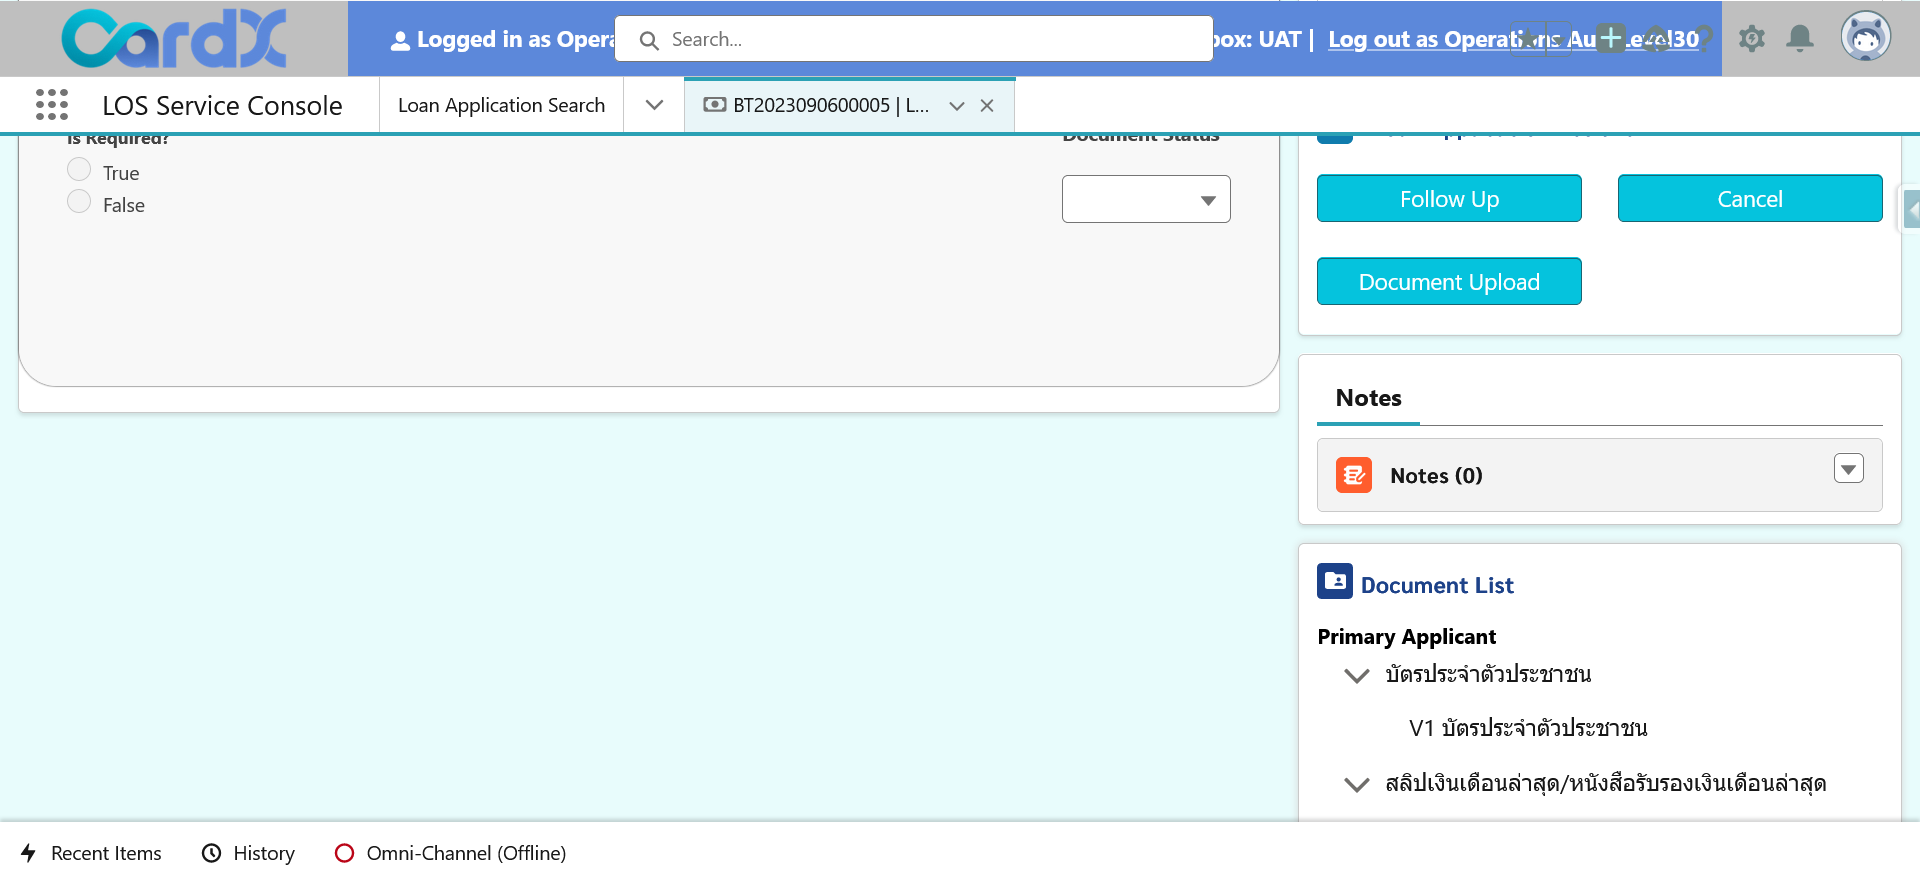 CardX
Logged in as Opera
Search...
box: UAT |
Log out as Operations Au
Level30
LOS Service Console
Loan Application Search
BT2023090600005 | L...
Is Required?
True
False
Document Status
Follow Up
Cancel
Document Upload
Notes
Notes (0)
Document List
Primary Applicant
บัตรประจำตัวประชาชน
V1 บัตรประจำตัวประชาชน
สลิปเงินเดือนล่าสุด/หนังสือรับรองเงินเดือนล่าสุด
Recent Items
History
Omni-Channel (Offline)